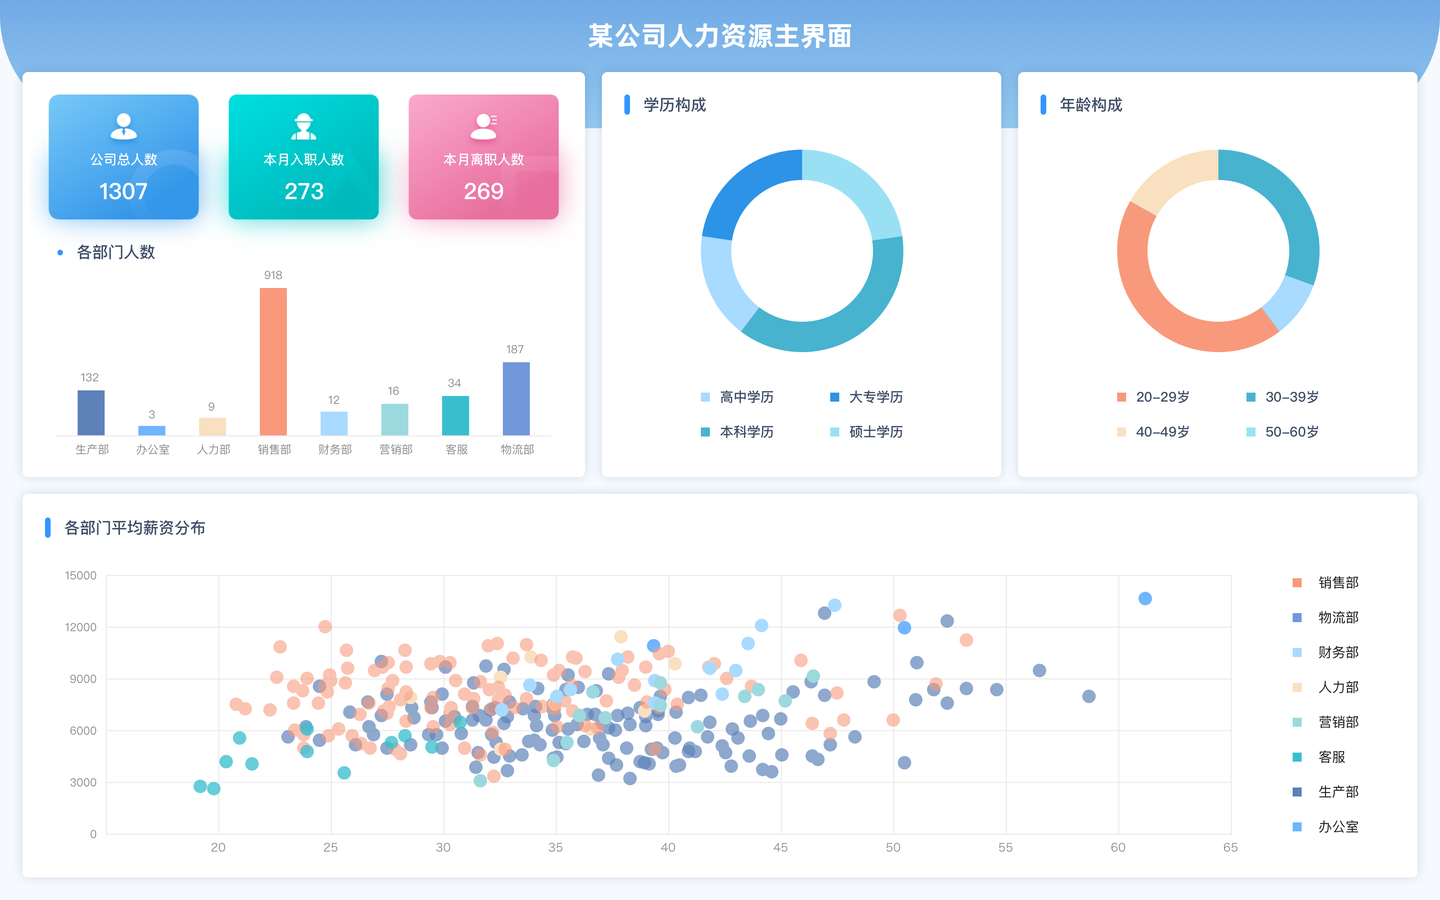 某公司人力资源主界面
公司总人数
1307
本月入职人数
273
本月离职人数
269
各部门人数
918
187
132
34
16
12
9
3
生产部 办公室 人力部 销售部 财务部 营销部 客服 物流部
学历构成
高中学历 大专学历
本科学历 硕士学历
年龄构成
20-29岁 30-39岁
40-49岁 50-60岁
各部门平均薪资分布
15000
12000
9000
6000
3000
0
20 25 30 35 40 45 50 55 60 65
销售部
物流部
财务部
人力部
营销部
客服
生产部
办公室